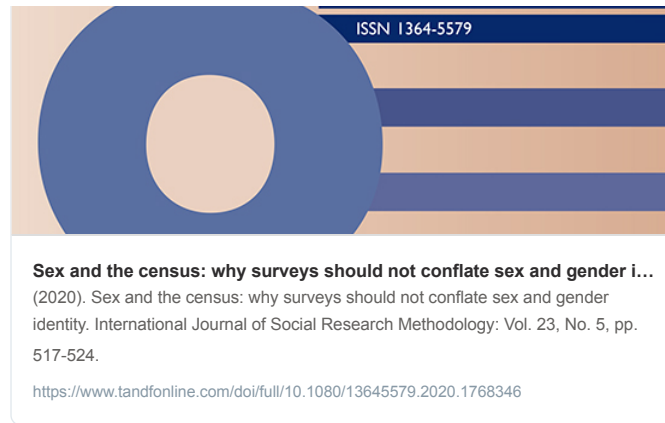 ISSN 1364-5579
Sex and the census: why surveys should not conflate sex and gender i...
(2020). Sex and the census: why surveys should not conflate sex and gender
identity. International Journal of Social Research Methodology: Vol. 23, No. 5, pp.
517-524.
https://www.tandfonline.com/doi/full/10.1080/13645579.2020.1768346